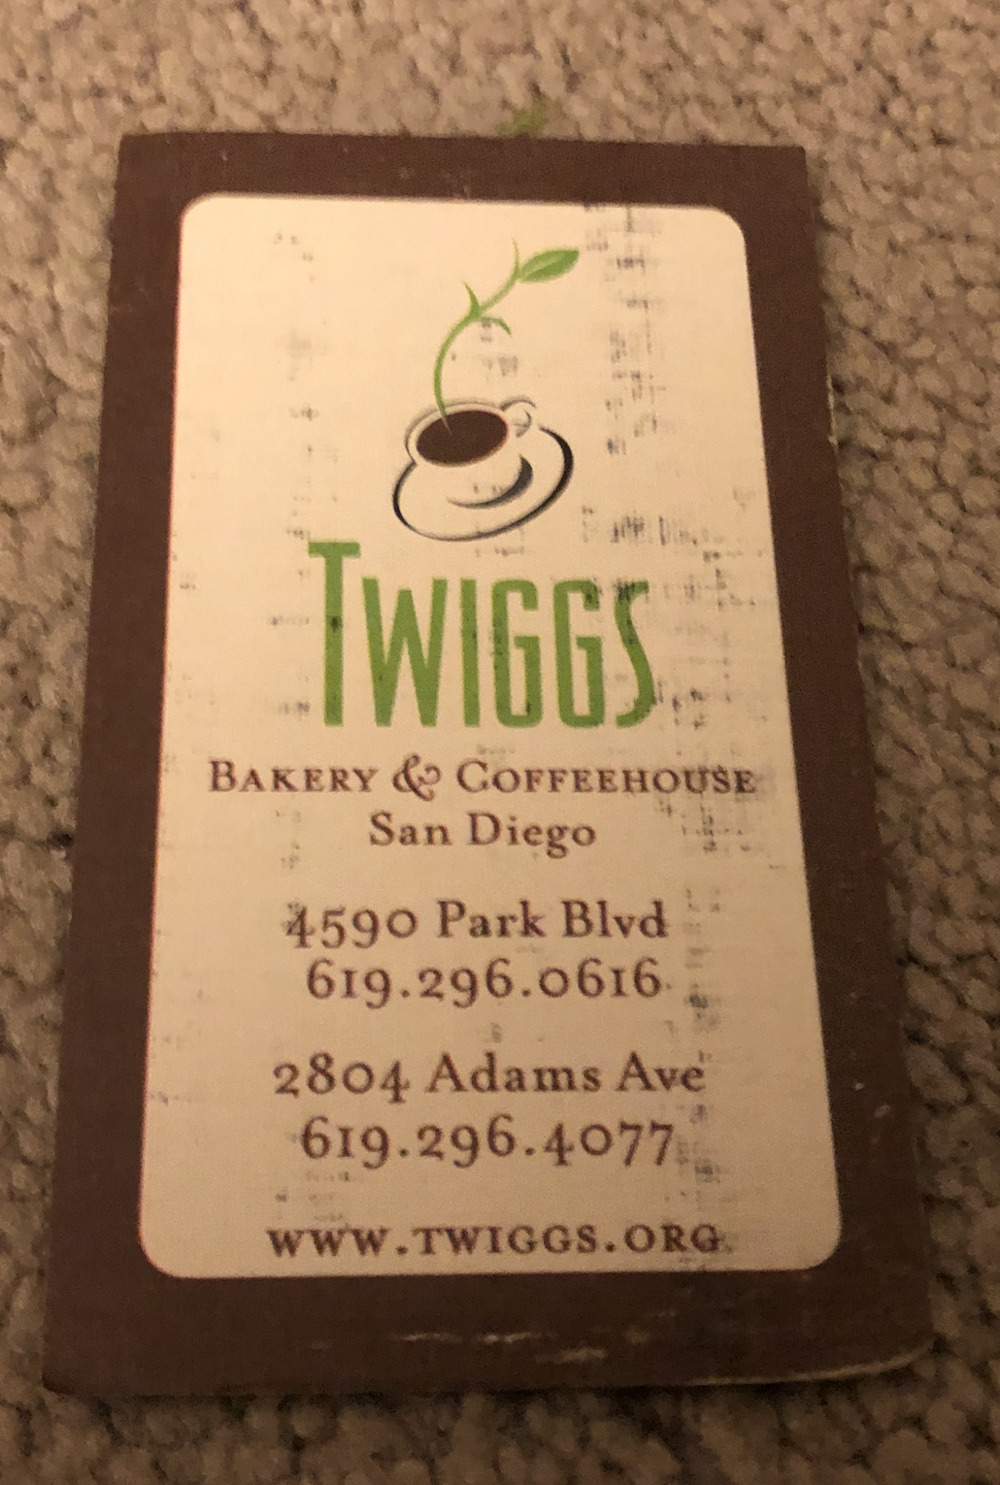 TWIGGS
BAKERY & COFFEEHOUSE
San Diego
4590 Park Blvd
619.296.0616
2804 Adams Ave
619.296.4077
WWW.TWIGGS.ORG